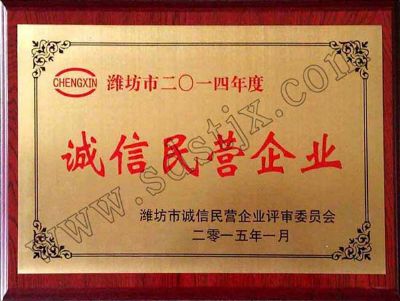 CHENGXIN 潍坊市二〇一四年度
诚信民营企业
www.sdstjx.com
潍坊市诚信民营企业评审委员会
二零一五年一月